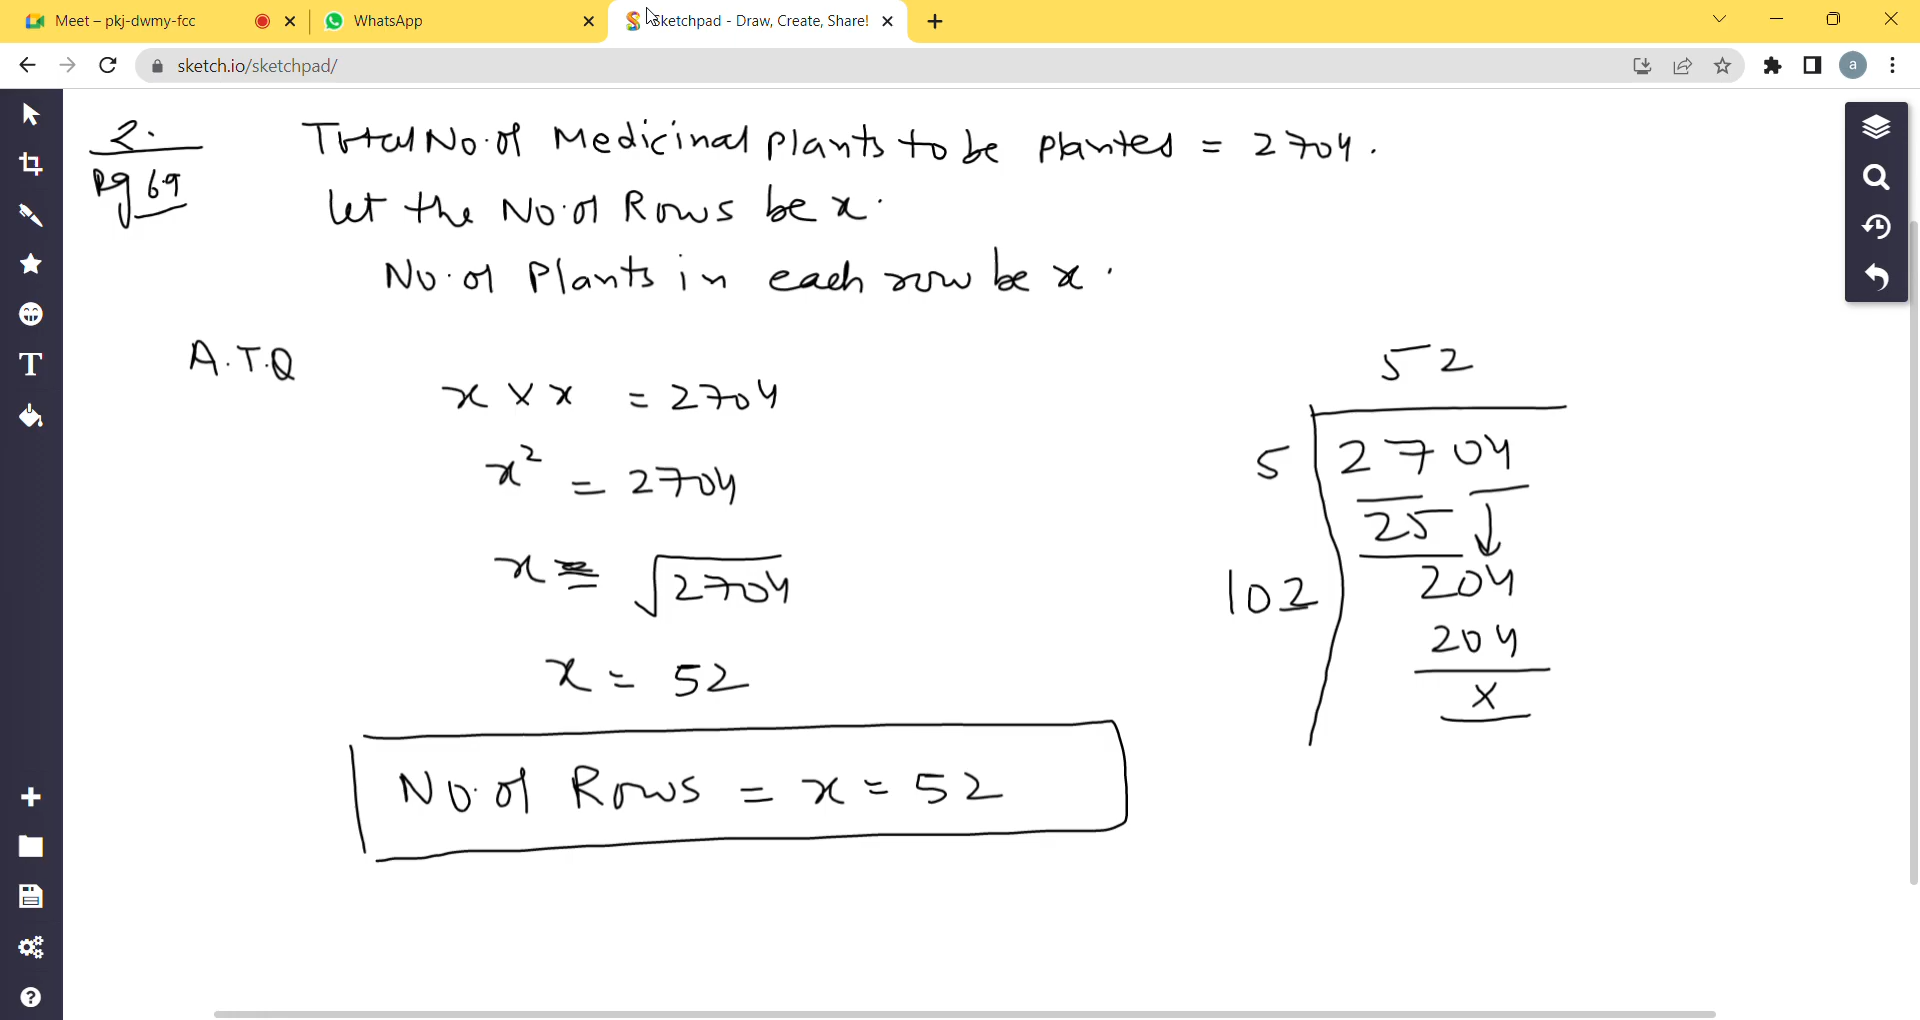 Meet – pkj-dwmy-fcc
WhatsApp
Sketchpad - Draw, Create, Share!
sketch.io/sketchpad/
a
2.
Pg 69
Total No. of Medicinal Plants to be plantes = 2704.
Let the No. of Rows be x.
No. of Plants in each row be x.
A.T.Q
x × x = 2704
x² = 2704
x = √2704
x = 52
No. of Rows = x = 52
52
5 2704
25
102 204
204
x
T